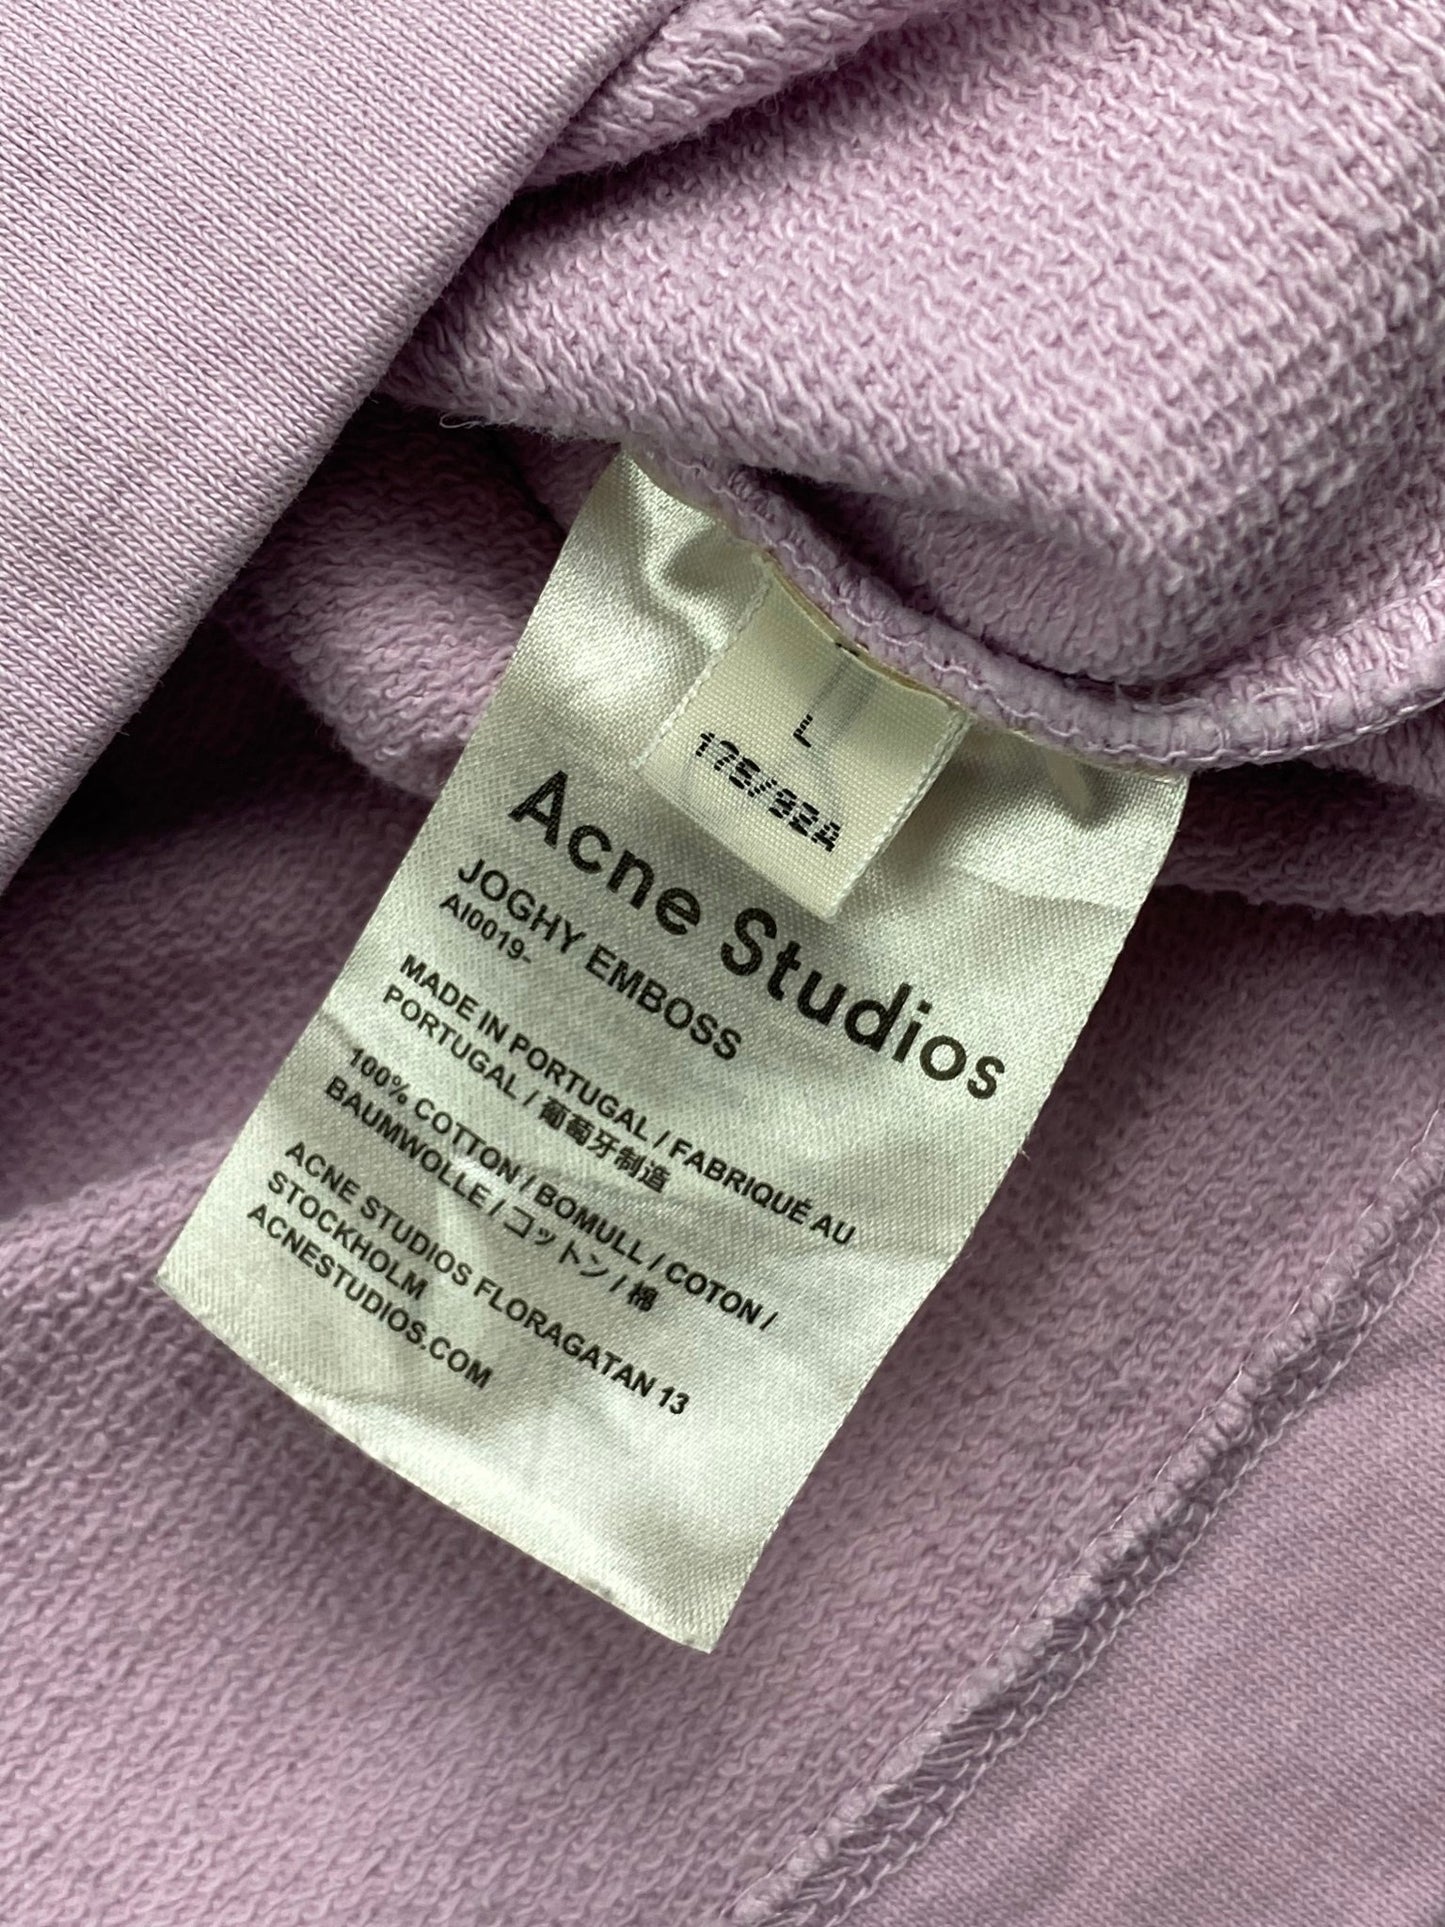 L
175/92A
Acne Studios
JOGHY EMBOSS
AI0019-
MADE IN PORTUGAL / FABRIQUÉ AU
PORTUGAL / 葡萄牙制造
100% COTTON / BOMULL / COTON /
BAUMWOLLE / コットン / 棉
ACNE STUDIOS FLORAGATAN 13
STOCKHOLM
ACNESTUDIOS.COM